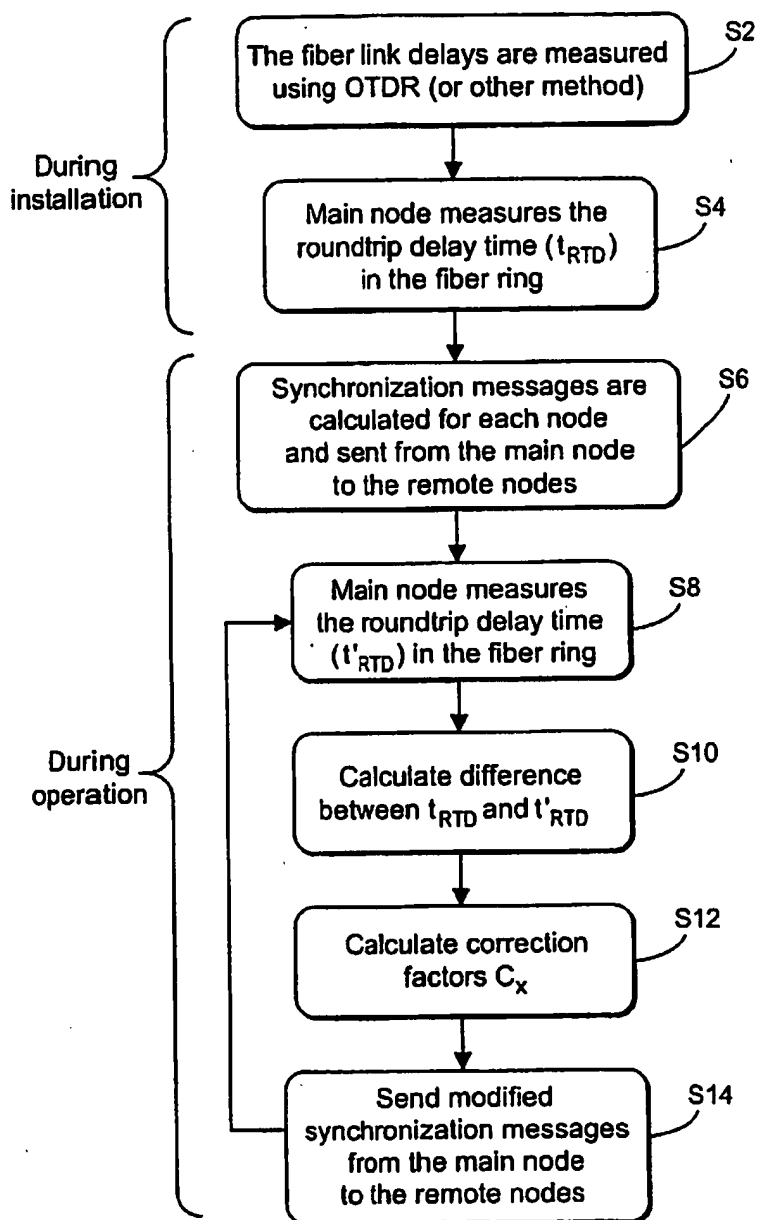 The fiber link delays are measured
using OTDR (or other method)
S2
During
installation
Main node measures the
roundtrip delay time (tRTD)
in the fiber ring
S4
Synchronization messages are
calculated for each node
and sent from the main node
to the remote nodes
S6
Main node measures
the roundtrip delay time
(t'RTD) in the fiber ring
S8
During
operation
Calculate difference
between tRTD and t'RTD
S10
Calculate correction
factors Cx
S12
Send modified
synchronization messages
from the main node
to the remote nodes
S14